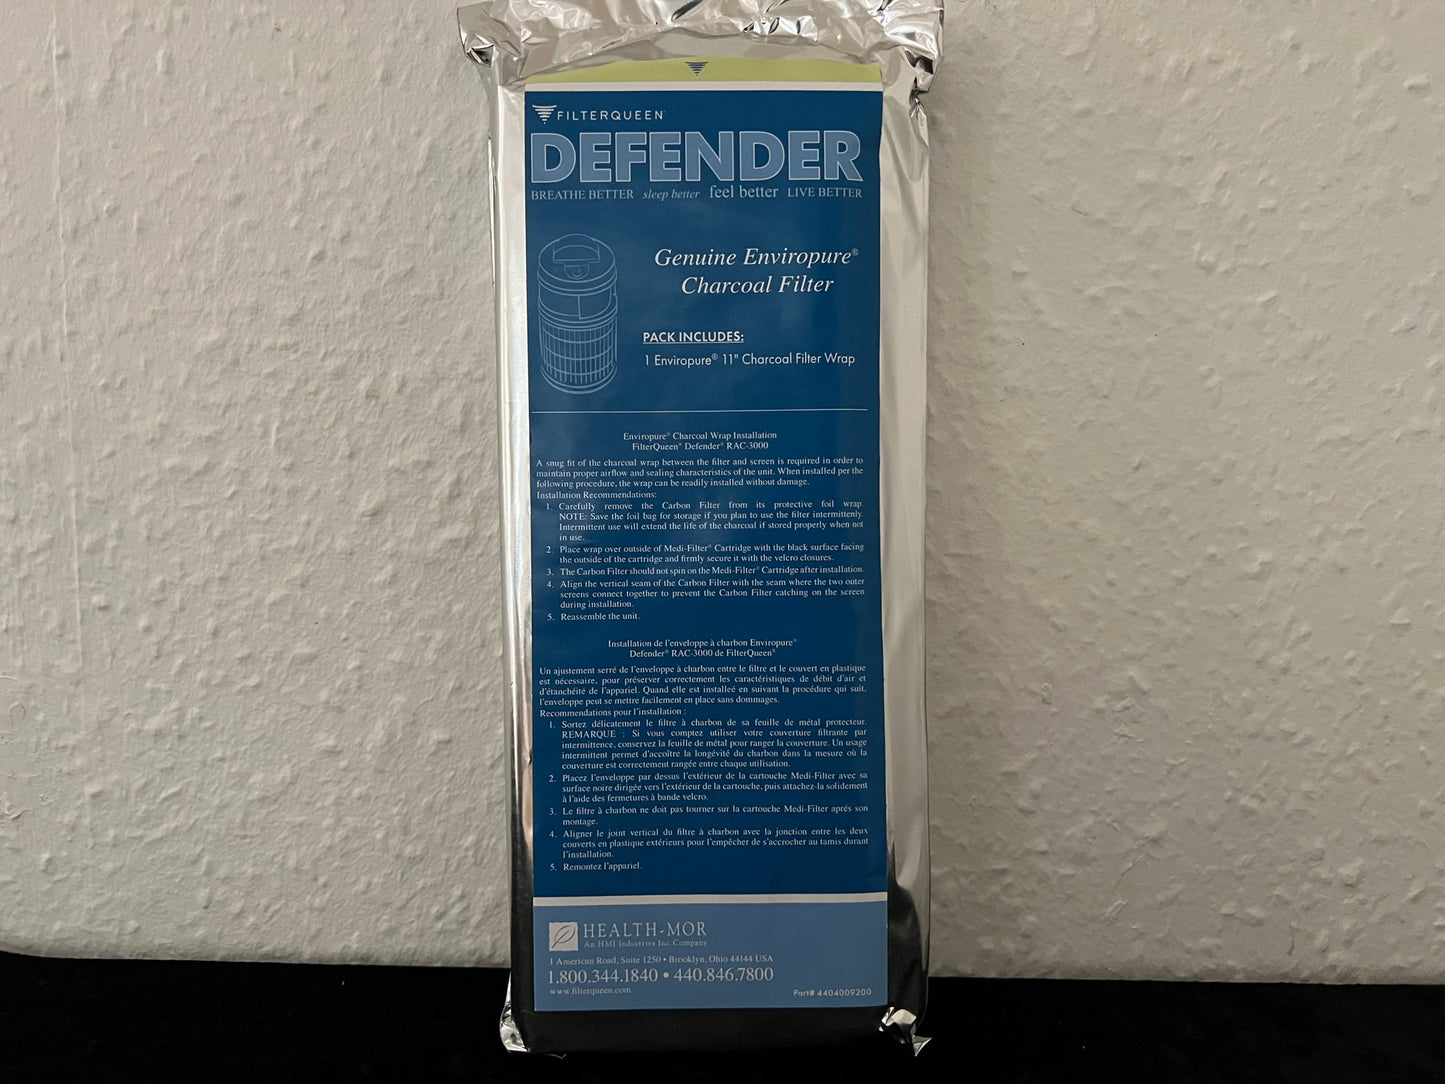 FILTERQUEEN
DEFENDER
BREATHE BETTER sleep better feel better LIVE BETTER
Genuine Enviropure®
Charcoal Filter
PACK INCLUDES:
1 Enviropure® 11" Charcoal Filter Wrap
Enviropure® Charcoal Wrap Installation
FilterQueen® Defender® RAC-3000
A snug fit of the charcoal wrap between the filter and screen is required in order to
maintain proper airflow and sealing characteristics of the unit. When installed per the
following procedure, the wrap can be readily installed without damage.
Installation Recommendations:
1. Carefully remove the Carbon Filter from its protective foil wrap.
NOTE: Save the foil bag for storage if you plan to use the filter intermittenly.
Intermittent use will extend the life of the charcoal if stored properly when not
in use.
2. Place wrap over outside of Medi-Filter® Cartridge with the black surface facing
the outside of the cartridge and firmly secure it with the velcro closures.
3. The Carbon Filter should not spin on the Medi-Filter® Cartridge after installation.
4. Align the vertical seam of the Carbon Filter with the seam where the two outer
screens connect together to prevent the Carbon Filter catching on the screen
during installation.
5. Reassemble the unit.
Installation de l'enveloppe à charbon Enviropure®
Defender® RAC-3000 de FilterQueen®
Un ajustement serré de l'enveloppe à charbon entre le filtre et le couvert en plastique
est nécessaire, pour préserver correctement les caractéristiques de débit d'air et
d'étanchéité de l'appariel. Quand elle est installeé en suivant la procédure qui suit,
l'enveloppe peut se mettre facilement en place sans dommages.
Recommendations pour l'installation :
1. Sortez délicatement le filtre à charbon de sa feuille de métal protecteur.
REMARQUE : Si vous comptez utiliser votre couverture filtrante par
intermittence, conservez la feuille de métal pour ranger la couverture. Un usage
intermittent permet d'accoître la longévité du charbon dans la mesure où la
couverture est correctement rangée entre chaque utilisation.
2. Placez l'enveloppe par dessus l'extérieur de la cartouche Medi-Filter avec sa
surface noire dirigée vers l'extérieur de la cartouche, puis attachez-la solidement
à l'aide des fermetures à bande velcro.
3. Le filtre à charbon ne doit pas tourner sur la cartouche Medi-Filter aprés son
montage.
4. Aligner le joint vertical du filtre à charbon avec la jonction entre les deux
couverts en plastique extérieurs pour l'empêcher de s'accrocher au tamis durant
l'installation.
5. Remontez l'appariel.
HEALTH-MOR
An HMI Industries Inc. Company
1 American Road, Suite 1250 • Brooklyn, Ohio 44144 USA
1.800.344.1840 • 440.846.7800
www.filterqueen.com
Part# 4404009200